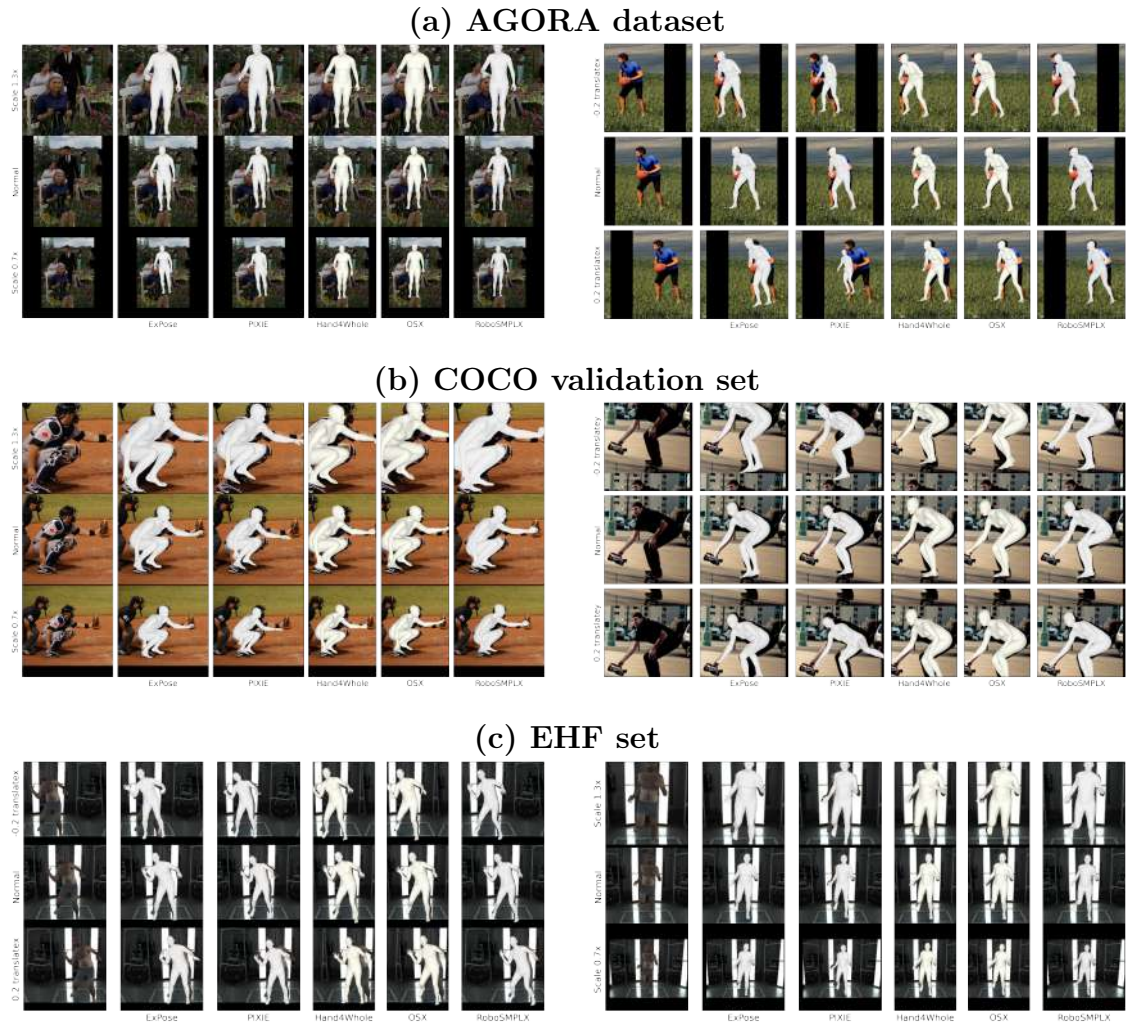 (a) AGORA dataset
Scale 1 3x
Normal
Scale 0 7x
ExPose PIXIE Hand4Whole OSX RoboSMPLX
-0.2 translatex
Normal
0.2 translatex
ExPose PIXIE Hand4Whole OSX RoboSMPLX
(b) COCO validation set
Scale 1 3x
Normal
Scale 0 7x
ExPose PIXIE Hand4Whole OSX RoboSMPLX
-0.2 translatey
Normal
0.2 translatey
ExPose PIXIE Hand4Whole OSX RoboSMPLX
(c) EHF set
-0.2 translatex
Normal
0.2 translatex
ExPose PIXIE Hand4Whole OSX RoboSMPLX
Scale 1 3x
Normal
Scale 0 7x
ExPose PIXIE Hand4Whole OSX RoboSMPLX